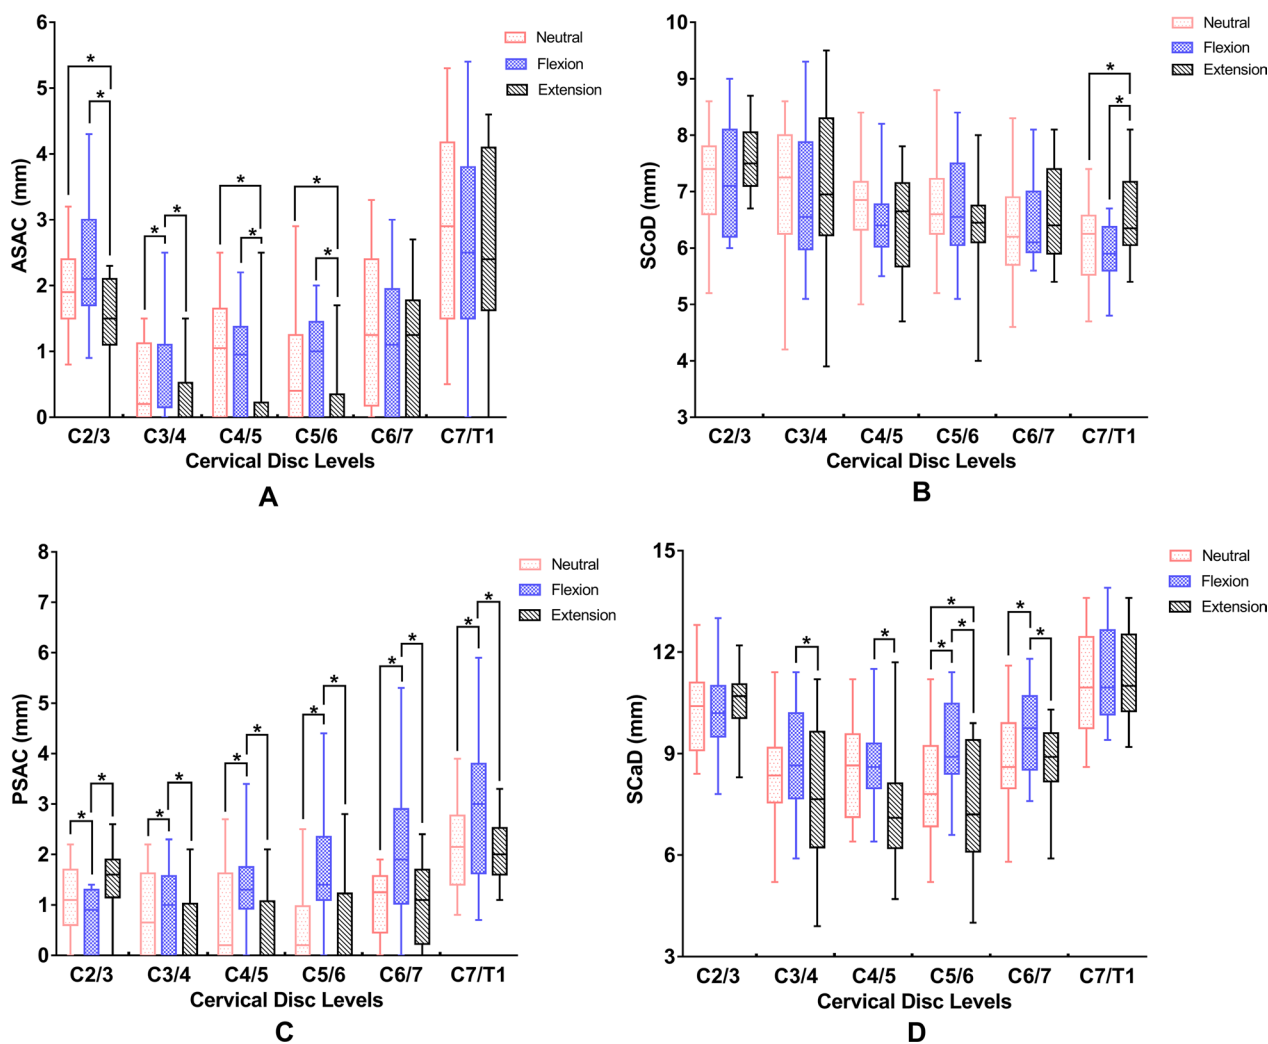 6
5
4
3
2
1
0
ASAC (mm)
Neutral
Flexion
Extension
* * * * * * * *
C2/3 C3/4 C4/5 C5/6 C6/7 C7/T1
Cervical Disc Levels
A
10
9
8
7
6
5
4
3
SCoD (mm)
Neutral
Flexion
Extension
* *
C2/3 C3/4 C4/5 C5/6 C6/7 C7/T1
Cervical Disc Levels
B
8
7
6
5
4
3
2
1
0
PSAC (mm)
Neutral
Flexion
Extension
* * * * * * * * * * * *
C2/3 C3/4 C4/5 C5/6 C6/7 C7/T1
Cervical Disc Levels
C
15
12
9
6
3
SCaD (mm)
Neutral
Flexion
Extension
* * * * * * *
C2/3 C3/4 C4/5 C5/6 C6/7 C7/T1
Cervical Disc Levels
D